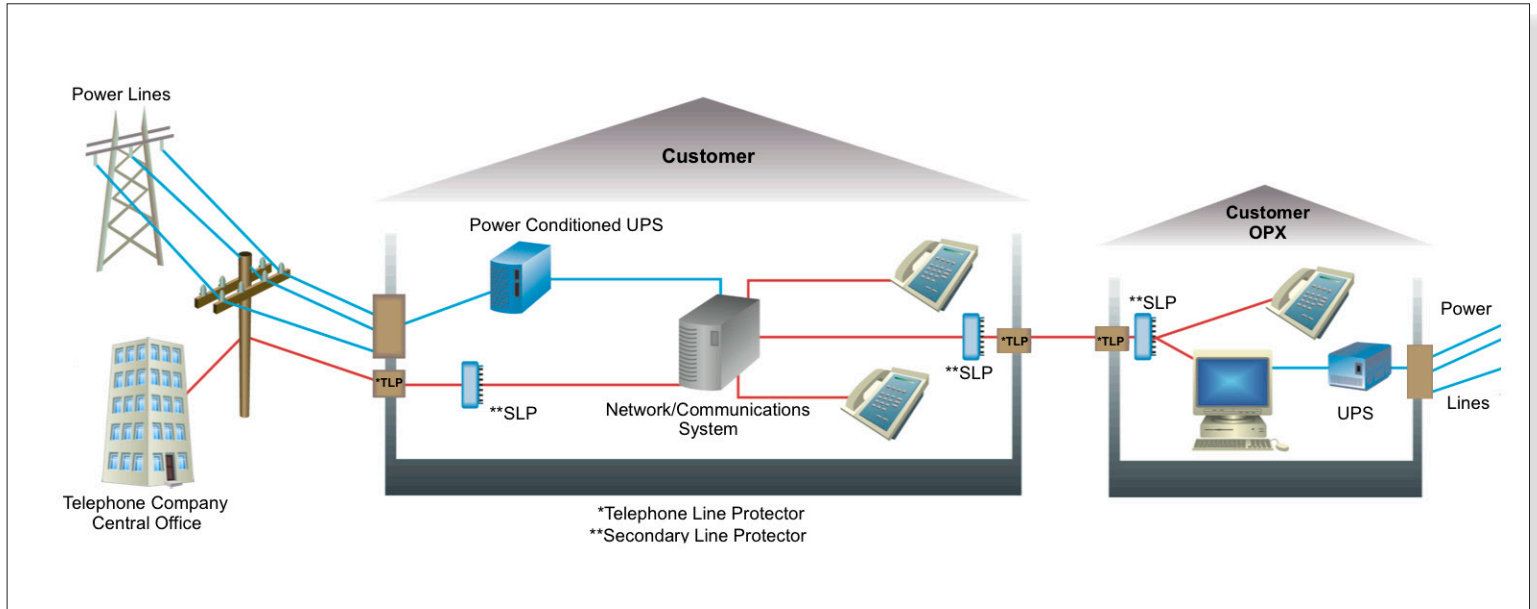 Power Lines
Customer
Power Conditioned UPS
Customer
OPX
**SLP
Power
*TLP
*TLP
*TLP
**SLP
**SLP
Network/Communications
System
UPS
Lines
Telephone Company
Central Office
*Telephone Line Protector
**Secondary Line Protector